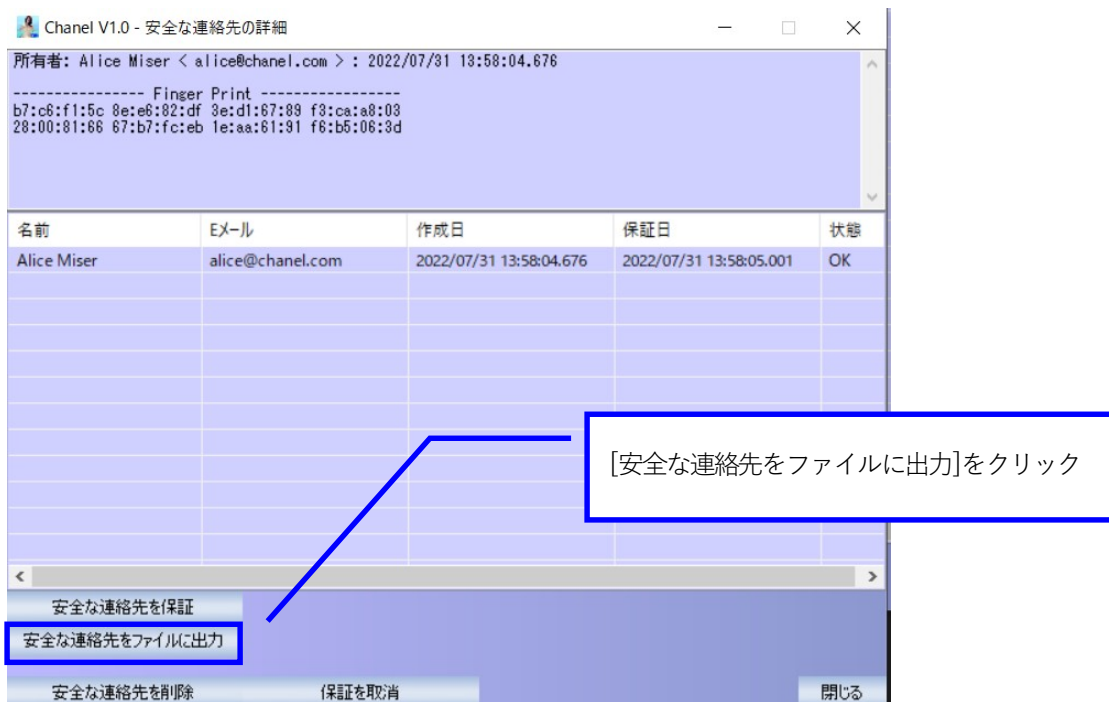 Chanel V1.0 - 安全な連絡先の詳細
所有者: Alice Miser < alice@chanel.com > : 2022/07/31 13:58:04.676
---------------- Finger Print -----------------
b7:c6:f1:5c 8e:e6:82:df 3e:d1:67:89 f3:ca:a8:03
28:00:81:66 67:b7:fc:eb 1e:aa:61:91 f6:b5:06:3d
名前 Eメール 作成日 保証日 状態
Alice Miser alice@chanel.com 2022/07/31 13:58:04.676 2022/07/31 13:58:05.001 OK
[安全な連絡先をファイルに出力]をクリック
安全な連絡先を保証
安全な連絡先をファイルに出力
安全な連絡先を削除 保証を取消 閉じる